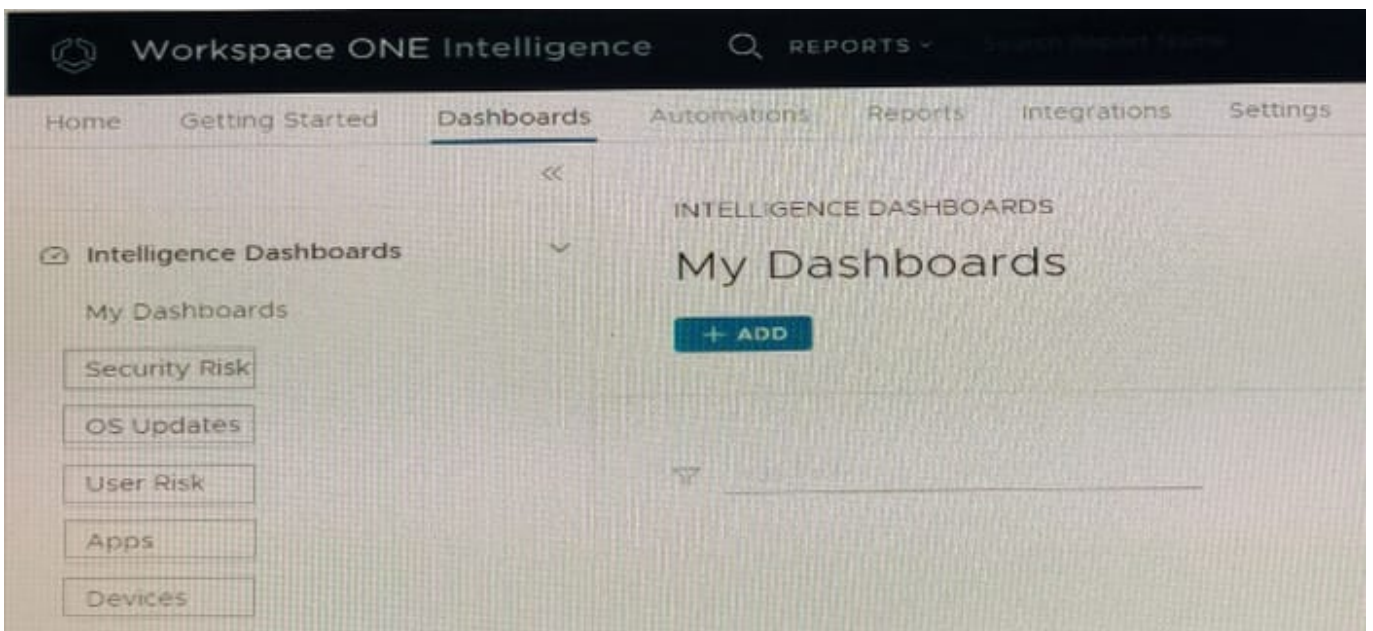 Workspace ONE Intelligence REPORTS
Home Getting Started Dashboards Automations Reports Integrations Settings
INTELLIGENCE DASHBOARDS
Intelligence Dashboards
My Dashboards
My Dashboards
+ ADD
Security Risk
OS Updates
User Risk
Apps
Devices